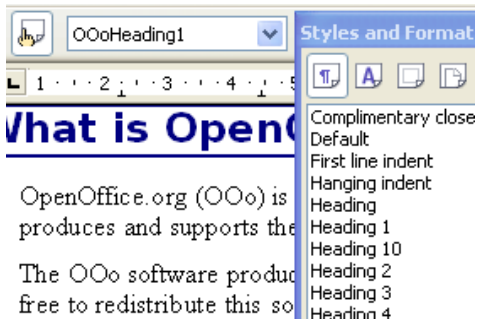 OOoHeading1
Styles and Format
1 2 3 4 5
What is Open
Complimentary close
Default
First line indent
Hanging indent
Heading
Heading 1
Heading 10
Heading 2
Heading 3
Heading 4
OpenOffice.org (OOo) is
produces and supports the
The OOo software produc
free to redistribute this so